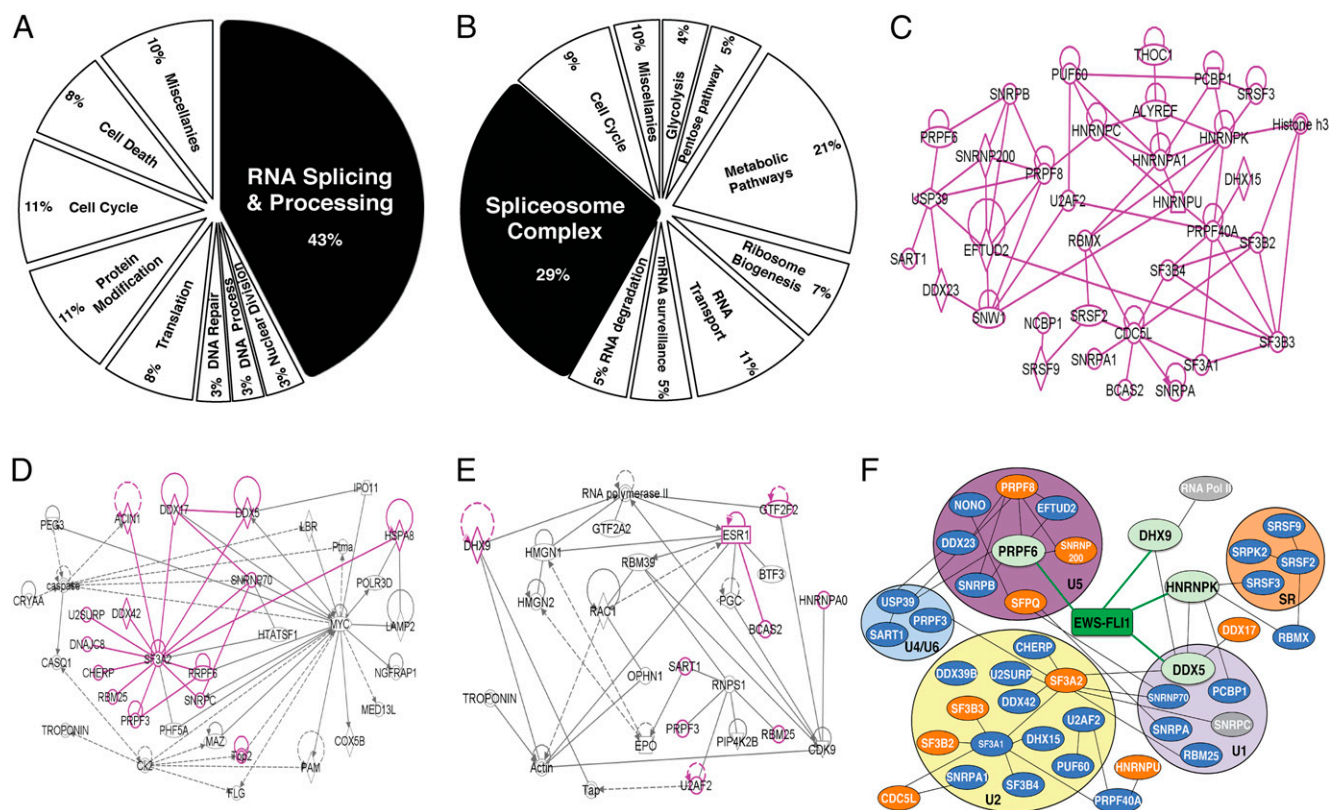 A
10%
Miscellanies
8%
Cell Death
11%
Cell Cycle
Protein
Modification
11%
Translation
8%
DNA Repair
3%
DNA Process
3%
Nuclear Division
3%
RNA Splicing
& Processing
43%
B
9%
Cell Cycle
10%
Miscellanies
4%
Glycolysis
5%
Pentose pathway
21%
Metabolic
Pathways
Ribosome
Biogenesis
7%
RNA
Transport
11%
mRNA surveillance
5%
5% RNA degradation
Spliceosome
Complex
29%
C
THOC1
PUF60
PCBP1
SRSF3
SNRPB
ALYREF
HNRNPC
HNRNPK
Histone h3
PRPF6
SNRNP200
HNRNPA1
PRPF8
DHX15
USP39
U2AF2
HNRNPU
PRPF40A
EFTUD2
RBMX
SF3B2
SART1
SF3B4
DDX23
SNW1
SRSF2
NCBP1
CDC5L
SF3B3
SNRPA1
SF3A1
SRSF9
BCAS2
SNRPA
D
IPO11
DDX17
DDX5
ACIN1
PEG3
LBR
HSPA8
Ptma
caspase
SNRNP70
POLR3D
CRYAA
U2SURP
DDX42
HTATSF1
MYC
LAMP2
DNAJC8
CASQ1
SF3A2
CHERP
PRPF6
NGFRAP1
RBM25
SNRPC
PRPF3
MED13L
TROPONIN
PHF5A
MAZ
COX5B
Ck2
PAM
FLG
E
RNA polymerase II
GTF2F2
GTF2A2
ESR1
DHX9
HMGN1
RBM39
BTF3
HMGN2
RAC1
PGC
HNRNPA0
BCAS2
SART1
OPHN1
RNPS1
TROPONIN
PRPF3
RBM25
EPO
PIP4K2B
Actin
CDK9
Tap
U2AF2
F
PRPF8
RNA Pol II
NONO
EFTUD2
DHX9
SRSF9
DDX23
PRPF6
SNRNP
200
SRPK2
SRSF2
SNRPB
U5
HNRNPK
SRSF3
SR
SFPQ
USP39
EWS-FLI1
PRPF3
SART1
U4/U6
DDX17
RBMX
CHERP
DDX5
DDX39B
U2SURP
SF3A2
DDX42
SNRNP70
PCBP1
SF3B3
U2AF2
SNRPA
SNRPC
SF3B2
SF3A1
DHX15
RBM25
U1
PUF60
HNRNPU
SNRPA1
SF3B4
CDC5L
U2
PRPF40A